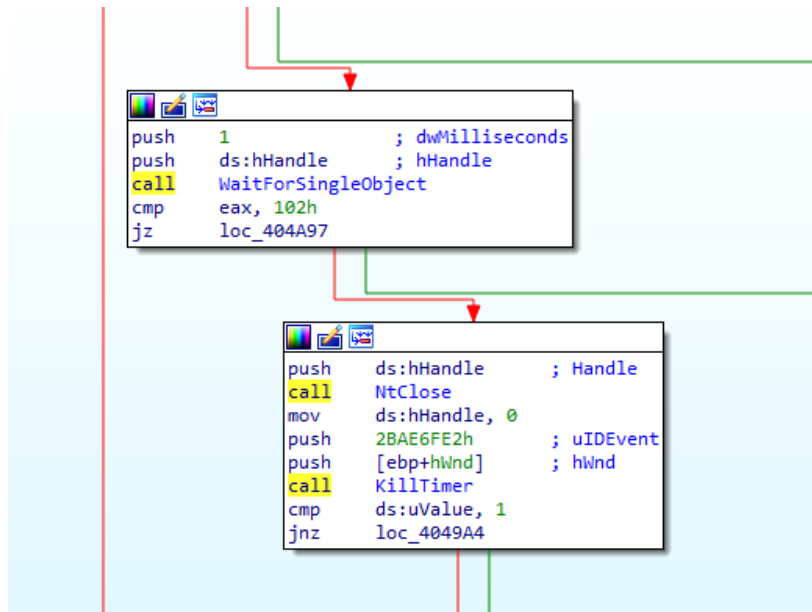 push 1 ; dwMilliseconds
push ds:hHandle ; hHandle
call WaitForSingleObject
cmp eax, 102h
jz loc_404A97
push ds:hHandle ; Handle
call NtClose
mov ds:hHandle, 0
push 2BAE6FE2h ; uIDEvent
push [ebp+hWnd] ; hWnd
call KillTimer
cmp ds:uValue, 1
jnz loc_4049A4